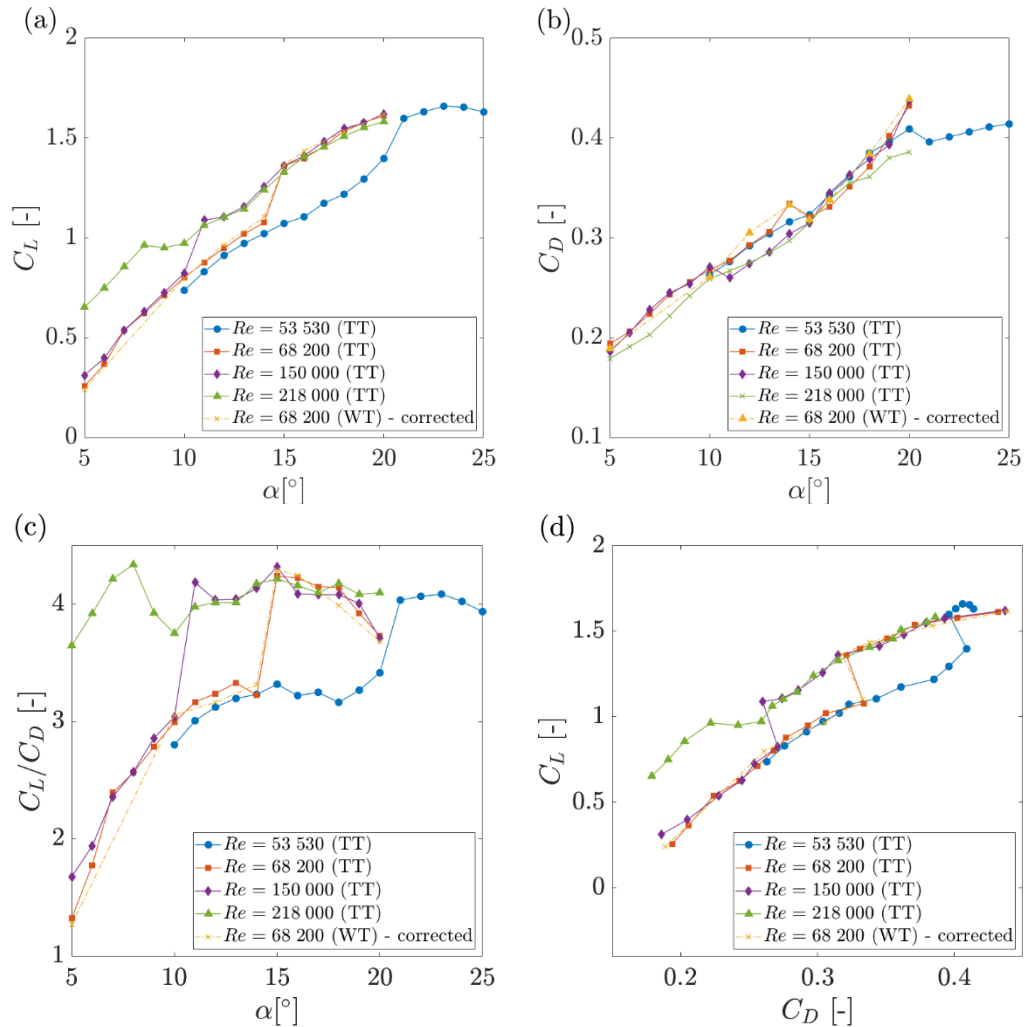 (a)
2
1.5
1
0.5
0
C_L [-]
5
10
15
20
25
α[°]
Re = 53 530 (TT)
Re = 68 200 (TT)
Re = 150 000 (TT)
Re = 218 000 (TT)
Re = 68 200 (WT) - corrected
(b)
0.5
0.4
0.3
0.2
0.1
C_D [-]
5
10
15
20
25
α[°]
Re = 53 530 (TT)
Re = 68 200 (TT)
Re = 150 000 (TT)
Re = 218 000 (TT)
Re = 68 200 (WT) - corrected
(c)
4
3
2
1
C_L/C_D [-]
5
10
15
20
25
α[°]
Re = 53 530 (TT)
Re = 68 200 (TT)
Re = 150 000 (TT)
Re = 218 000 (TT)
Re = 68 200 (WT) - corrected
(d)
2
1.5
1
0.5
0
C_L [-]
0.2
0.3
0.4
C_D [-]
Re = 53 530 (TT)
Re = 68 200 (TT)
Re = 150 000 (TT)
Re = 218 000 (TT)
Re = 68 200 (WT) - corrected